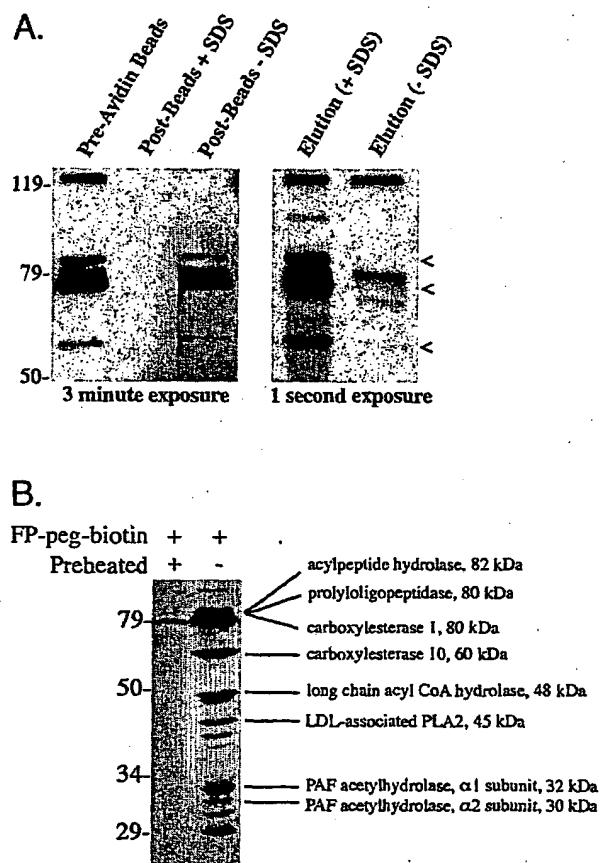 A.
Pre-Avidin Beads
Post-Beads + SDS
Post-Beads - SDS
Elution (+ SDS)
Elution (- SDS)
119-
79-
50-
<
<
<
3 minute exposure
1 second exposure
B.
FP-peg-biotin + +
Preheated + -
79-
50-
34-
29-
acylpeptide hydrolase, 82 kDa
prolyloligopeptidase, 80 kDa
carboxylesterase 1, 80 kDa
carboxylesterase 10, 60 kDa
long chain acyl CoA hydrolase, 48 kDa
LDL-associated PLA2, 45 kDa
PAF acetylhydrolase, α1 subunit, 32 kDa
PAF acetylhydrolase, α2 subunit, 30 kDa